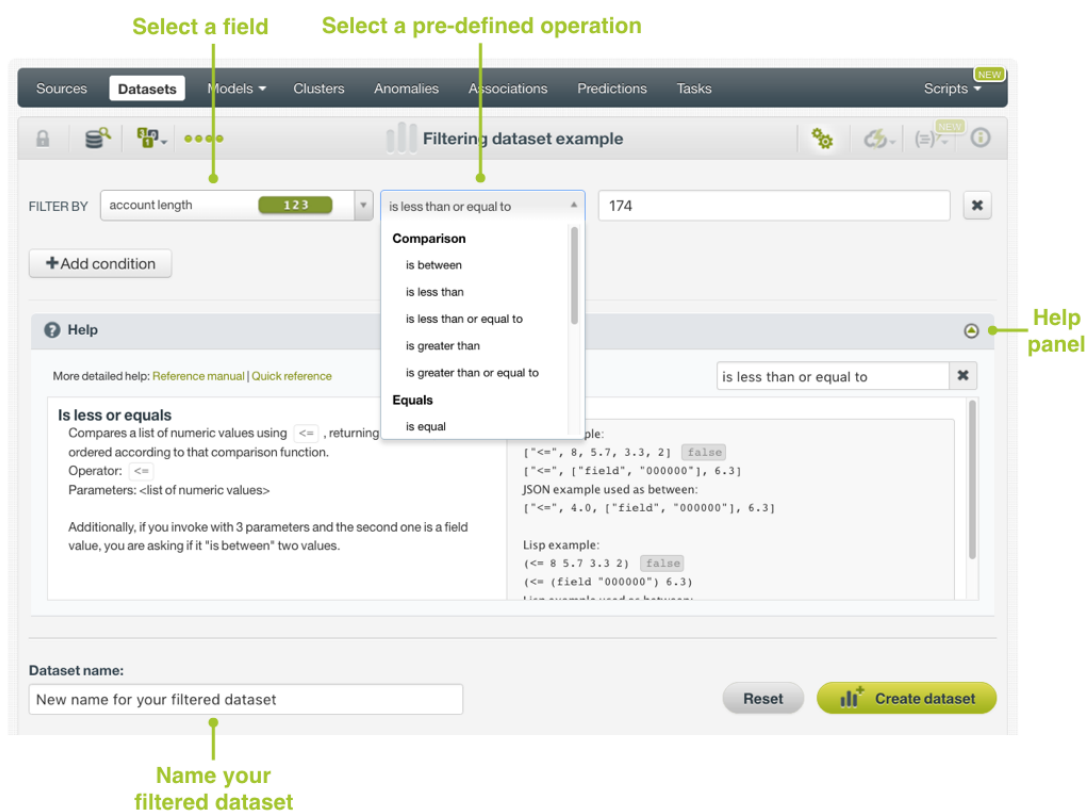 Select a field
Select a pre-defined operation
Sources
Datasets
Models
Clusters
Anomalies
Associations
Predictions
Tasks
NEW
Scripts
Filtering dataset example
NEW
FILTER BY
account length
1 2 3
is less than or equal to
174
Comparison
is between
is less than
is less than or equal to
is greater than
is greater than or equal to
Equals
is equal
+Add condition
Help
Help
panel
More detailed help: Reference manual | Quick reference
is less than or equal to
Is less or equals
Compares a list of numeric values using <= , returning
ordered according to that comparison function.
Operator: <=
Parameters: <list of numeric values>
Additionally, if you invoke with 3 parameters and the second one is a field
value, you are asking if it "is between" two values.
["<=", 8, 5.7, 3.3, 2] false
["<=", ["field", "000000"], 6.3]
JSON example used as between:
["<=", 4.0, ["field", "000000"], 6.3]
Lisp example:
(<= 8 5.7 3.3 2) false
(<= (field "000000") 6.3)
Lisp example used as between:
Dataset name:
New name for your filtered dataset
Reset
Create dataset
Name your
filtered dataset